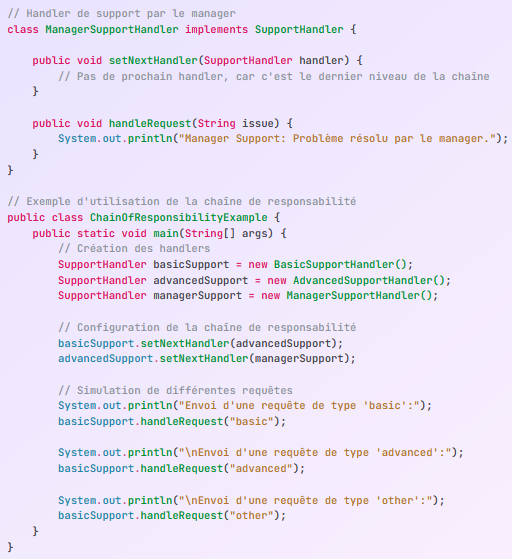 // Handler de support par le manager
class ManagerSupportHandler implements SupportHandler {

    public void setNextHandler(SupportHandler handler) {
        // Pas de prochain handler, car c'est le dernier niveau de la chaîne
    }

    public void handleRequest(String issue) {
        System.out.println("Manager Support: Problème résolu par le manager.");
    }
}

// Exemple d'utilisation de la chaîne de responsabilité
public class ChainOfResponsibilityExample {
    public static void main(String[] args) {
        // Création des handlers
        SupportHandler basicSupport = new BasicSupportHandler();
        SupportHandler advancedSupport = new AdvancedSupportHandler();
        SupportHandler managerSupport = new ManagerSupportHandler();

        // Configuration de la chaîne de responsabilité
        basicSupport.setNextHandler(advancedSupport);
        advancedSupport.setNextHandler(managerSupport);

        // Simulation de différentes requêtes
        System.out.println("Envoi d'une requête de type 'basic':");
        basicSupport.handleRequest("basic");

        System.out.println("\nEnvoi d'une requête de type 'advanced':");
        basicSupport.handleRequest("advanced");

        System.out.println("\nEnvoi d'une requête de type 'other':");
        basicSupport.handleRequest("other");
    }
}